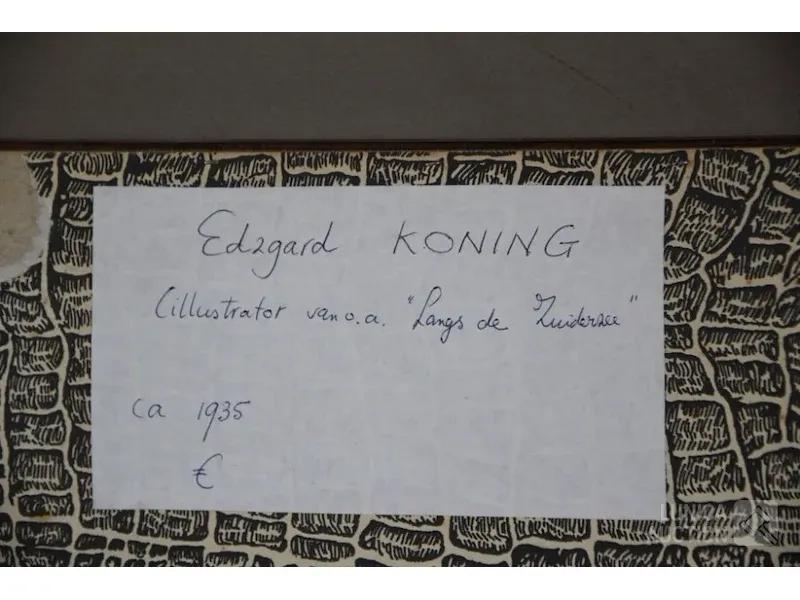 Edzgard KONING
(illustrator van o.a. "Langs de Zuiderzee"
ca 1935
€